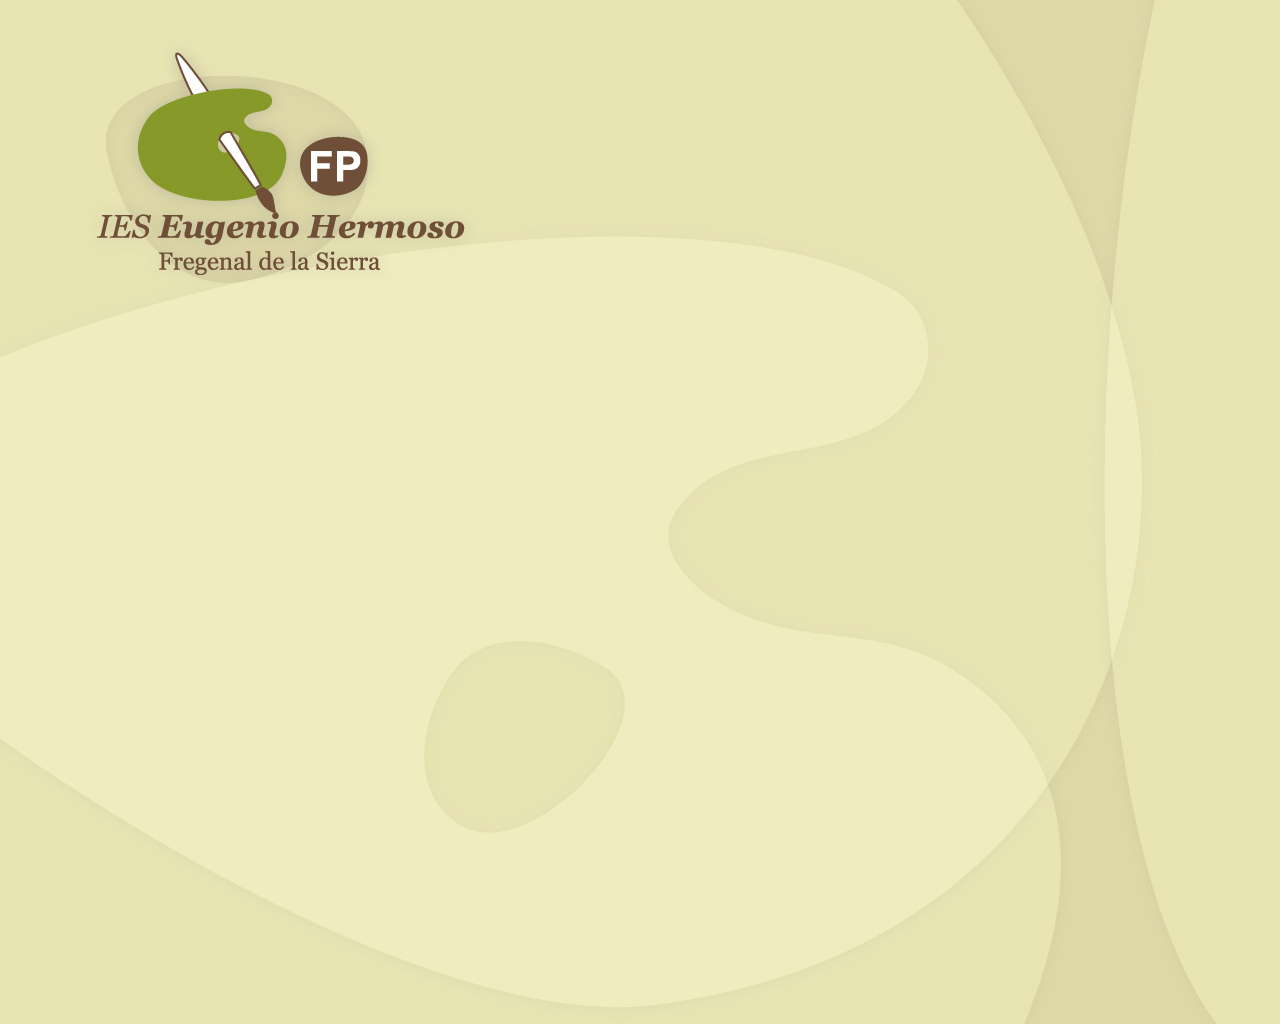 FP
IES Eugenio Hermoso
Fregenal de la Sierra